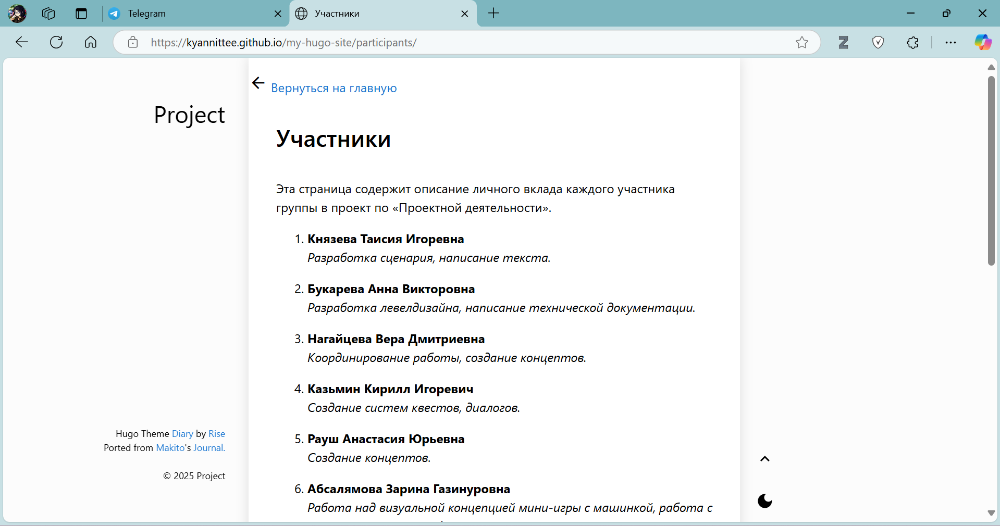 Telegram
Участники
https://kyannittee.github.io/my-hugo-site/participants/
Вернуться на главную
Project
Участники
Эта страница содержит описание личного вклада каждого участника
группы в проект по «Проектной деятельности».
1. Князева Таисия Игоревна
Разработка сценария, написание текста.
2. Букарева Анна Викторовна
Разработка левелдизайна, написание технической документации.
3. Нагайцева Вера Дмитриевна
Координирование работы, создание концептов.
4. Казьмин Кирилл Игоревич
Создание систем квестов, диалогов.
5. Рауш Анастасия Юрьевна
Создание концептов.
6. Абсалямова Зарина Газинуровна
Работа над визуальной концепцией мини-игры с машинкой, работа с
Hugo Theme Diary by Rise
Ported from Makito's Journal.
© 2025 Project